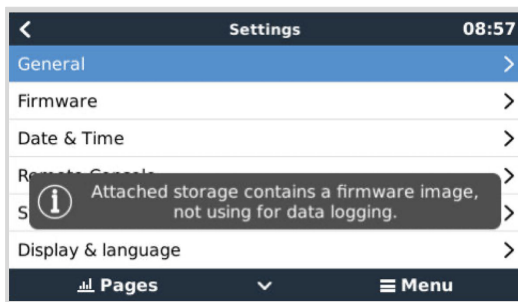 Settings 08:57
General
Firmware
Date & Time
Attached storage contains a firmware image,
not using for data logging.
Display & language
Pages Menu